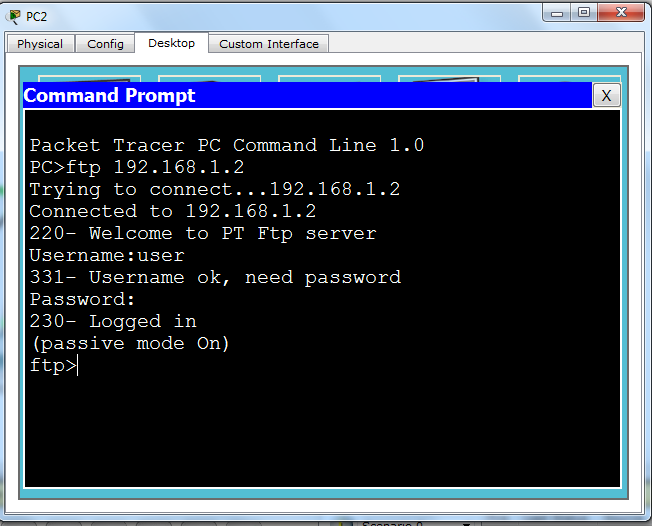 PC2
Physical Config Desktop Custom Interface
Command Prompt
X
Packet Tracer PC Command Line 1.0
PC>ftp 192.168.1.2
Trying to connect...192.168.1.2
Connected to 192.168.1.2
220- Welcome to PT Ftp server
Username:user
331- Username ok, need password
Password:
230- Logged in
(passive mode On)
ftp>
Scenario 0